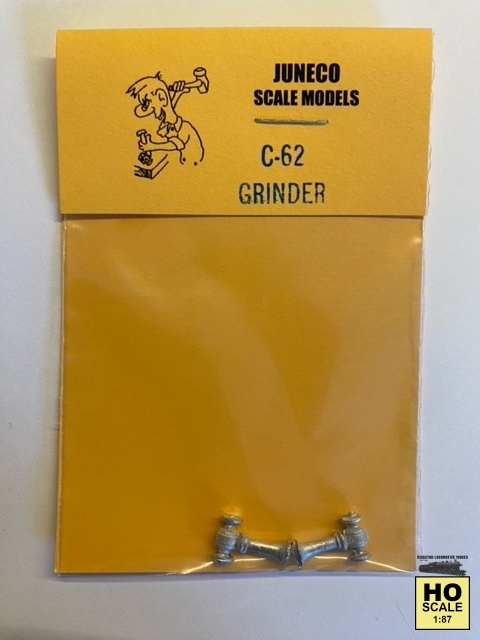 JUNECO
SCALE MODELS
C-62
GRINDER
HO
SCALE
1:87